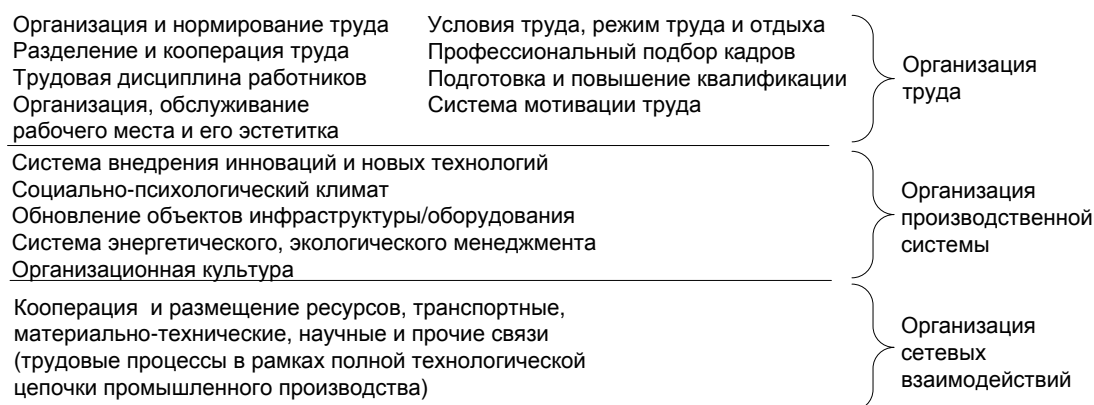 Организация и нормирование труда
Разделение и кооперация труда
Трудовая дисциплина работников
Организация, обслуживание
рабочего места и его эстетитка
Условия труда, режим труда и отдыха
Профессиональный подбор кадров
Подготовка и повышение квалификации
Система мотивации труда
Организация
труда
Система внедрения инноваций и новых технологий
Социально-психологический климат
Обновление объектов инфраструктуры/оборудования
Система энергетического, экологического менеджмента
Организационная культура
Организация
производственной
системы
Кооперация и размещение ресурсов, транспортные,
материально-технические, научные и прочие связи
(трудовые процессы в рамках полной технологической
цепочки промышленного производства)
Организация
сетевых
взаимодействий